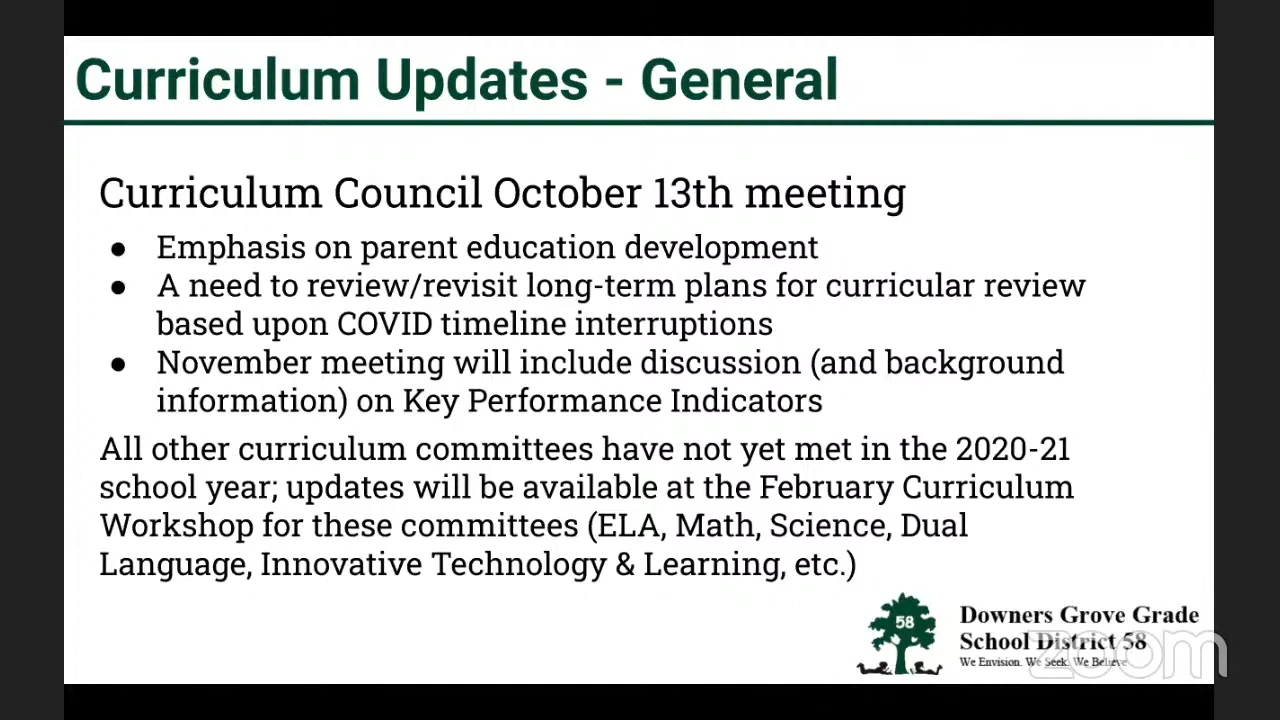 Curriculum Updates - General
Curriculum Council October 13th meeting
● Emphasis on parent education development
● A need to review/revisit long-term plans for curricular review
based upon COVID timeline interruptions
● November meeting will include discussion (and background
information) on Key Performance Indicators
All other curriculum committees have not yet met in the 2020-21
school year; updates will be available at the February Curriculum
Workshop for these committees (ELA, Math, Science, Dual
Language, Innovative Technology & Learning, etc.)
58
Downers Grove Grade
School District 58
We Envision. We Seek. We Believe
zoom